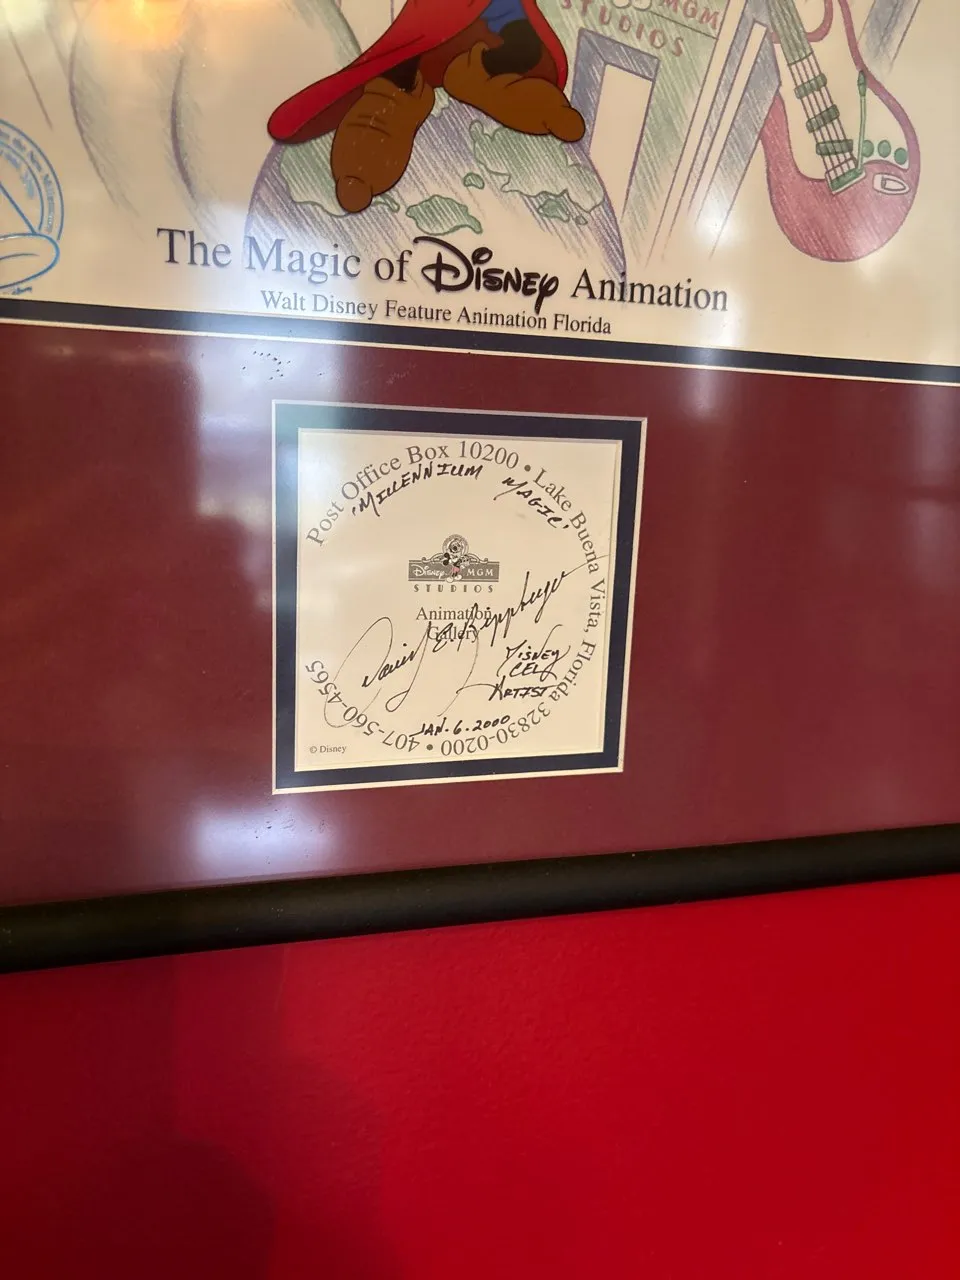 MGM
STUDIOS
The Magic of Disney Animation
Walt Disney Feature Animation Florida
Post Office Box 10200 • Lake Buena Vista, Florida 32830-0200 • 407-560-4565
'MILLENNIUM MAGIC'
Disney MGM
STUDIOS
Animation
Gallery
David E.
DISNEY
CEL
ARTIST
JAN. 6. 2000
© Disney